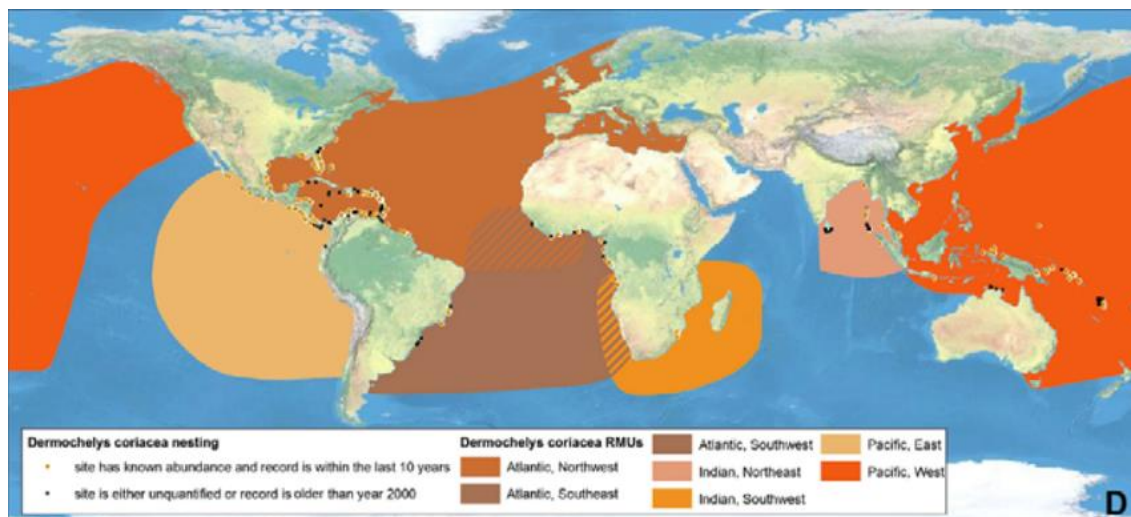 Dermochelys coriacea nesting
site has known abundance and record is within the last 10 years
site is either unquantified or record is older than year 2000
Dermochelys coriacea RMUs
Atlantic, Northwest
Atlantic, Southeast
Atlantic, Southwest
Indian, Northeast
Indian, Southwest
Pacific, East
Pacific, West
D